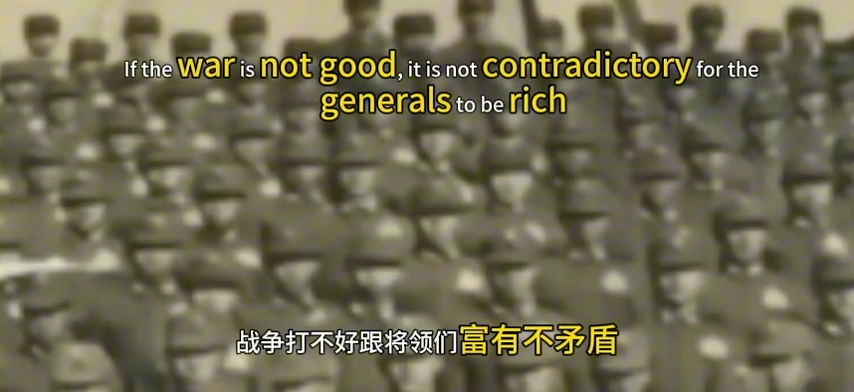 If the war is not good, it is not contradictory for the
generals to be rich
战争打不好跟将领们富有不矛盾